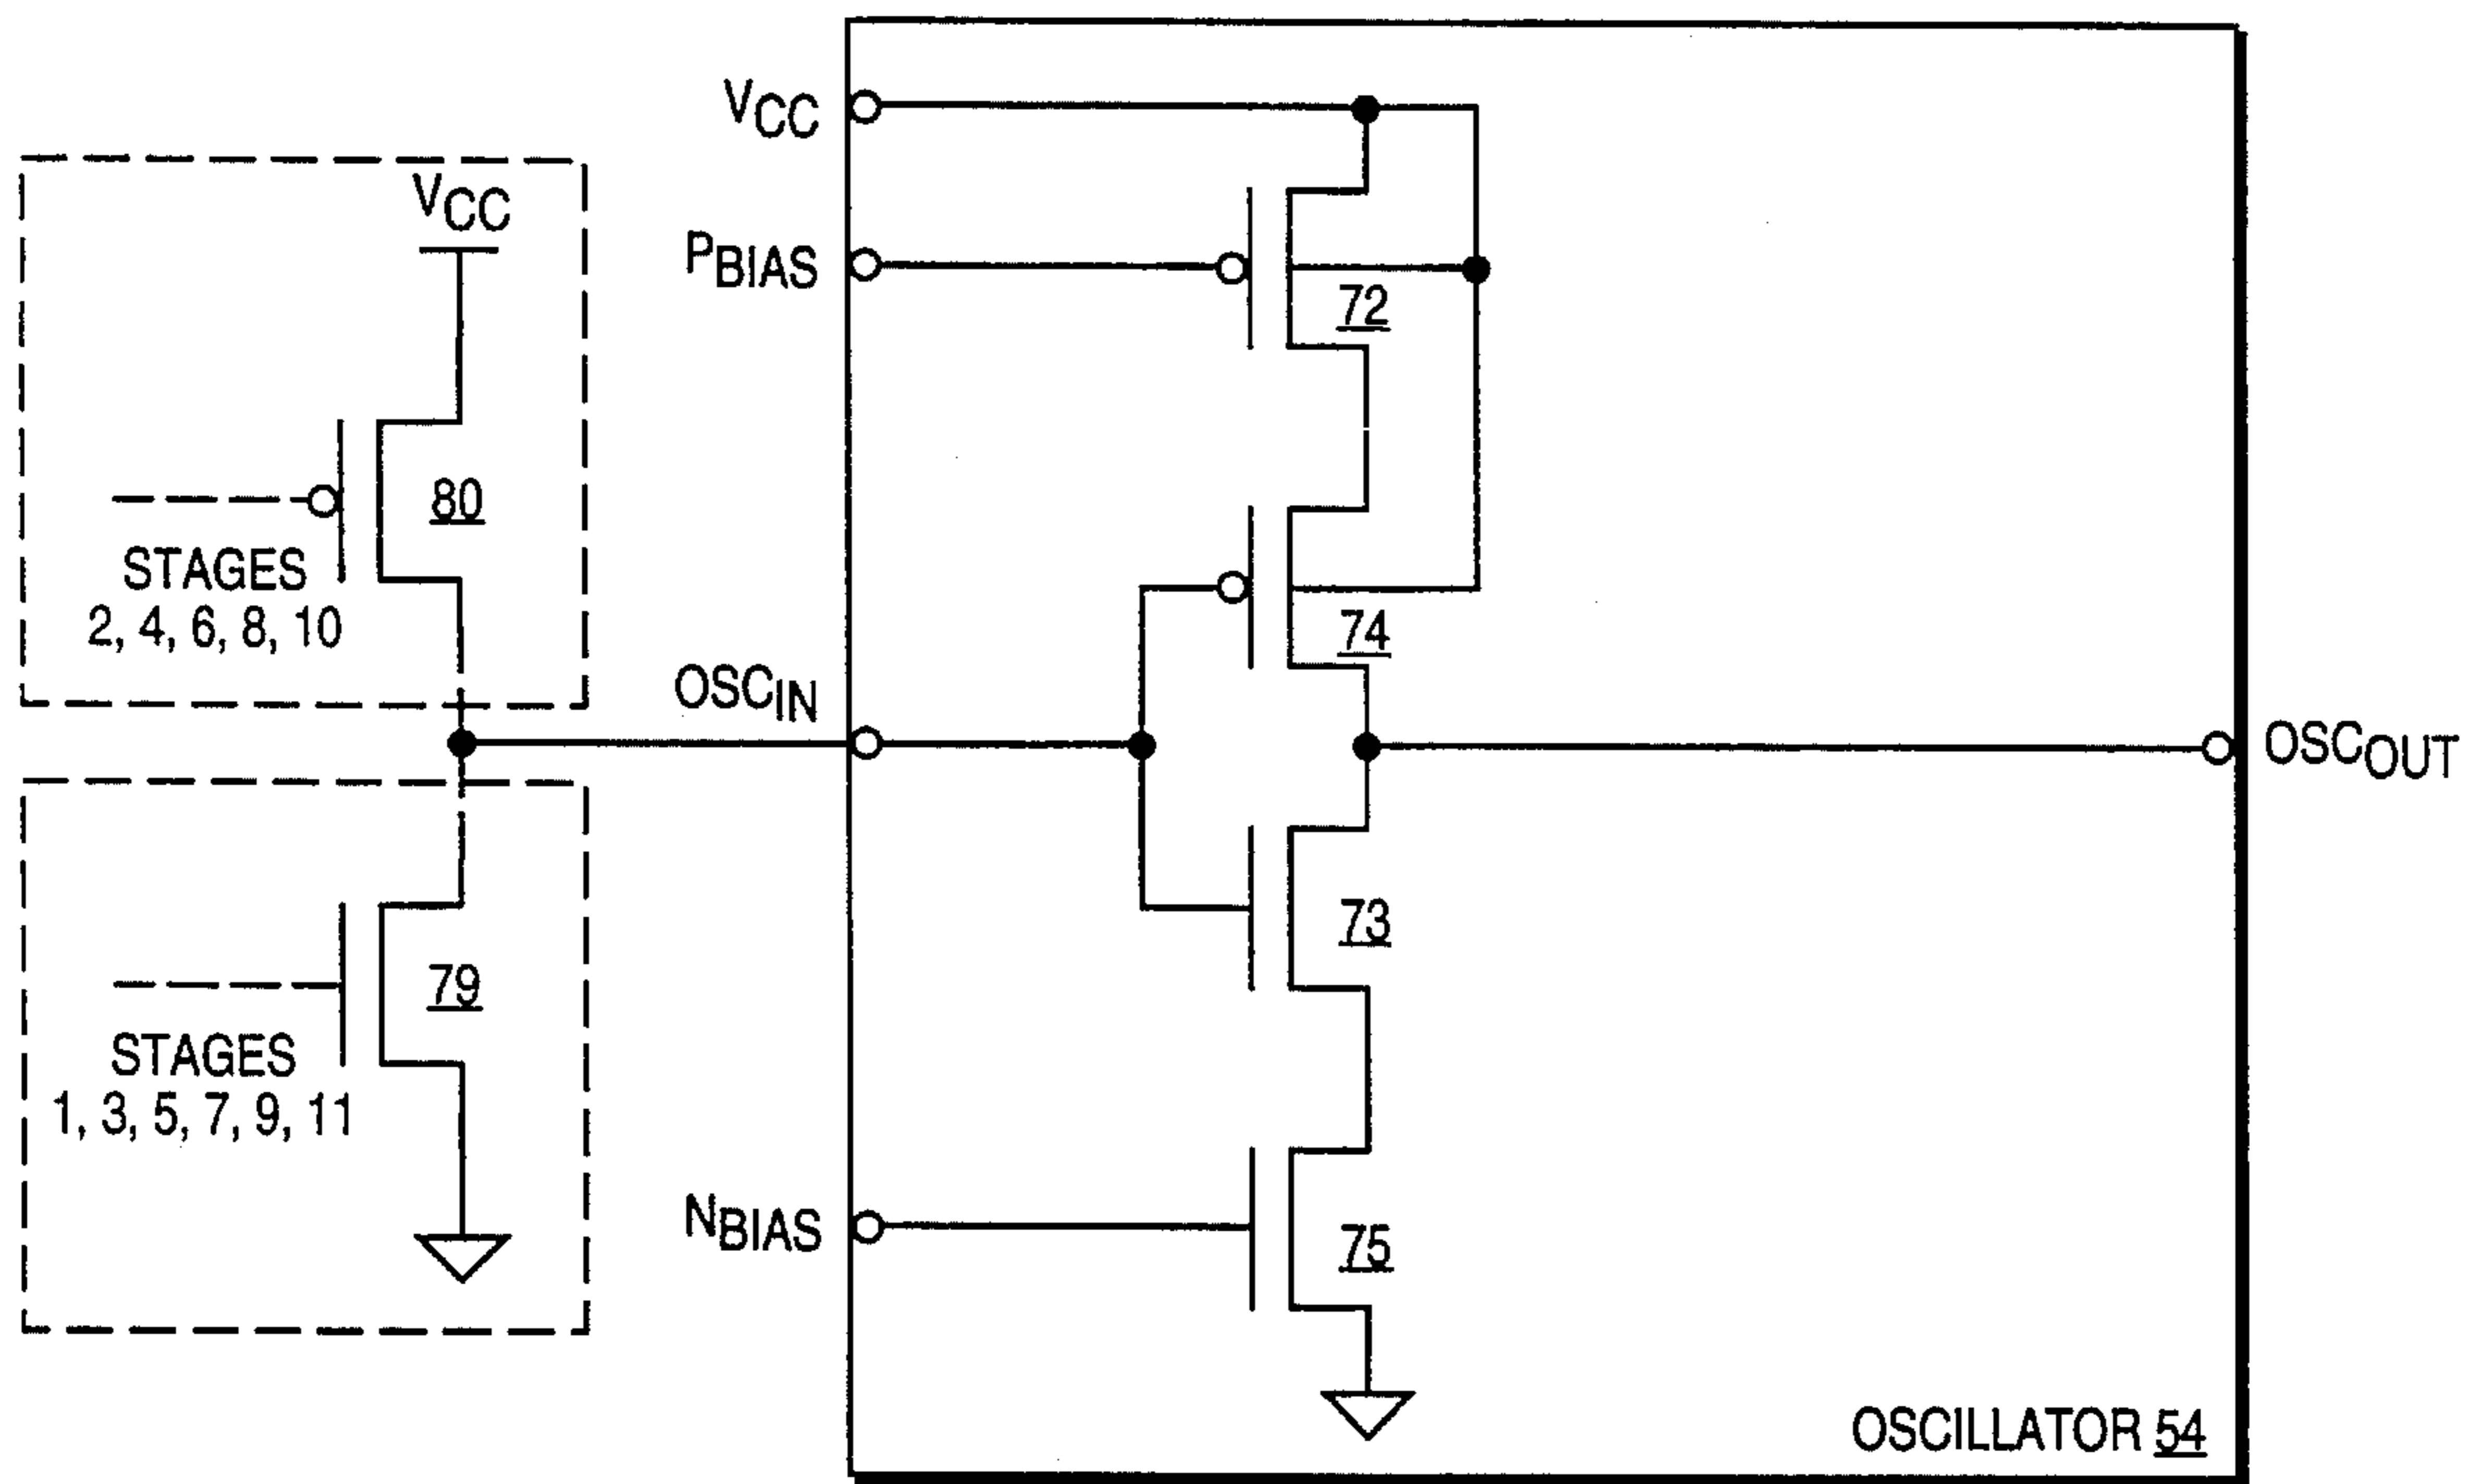 VCC
PBIAS
72
74
OSCIN
OSCOUT
73
NBIAS
75
OSCILLATOR 54
VCC
80
STAGES
2, 4, 6, 8, 10
79
STAGES
1, 3, 5, 7, 9, 11